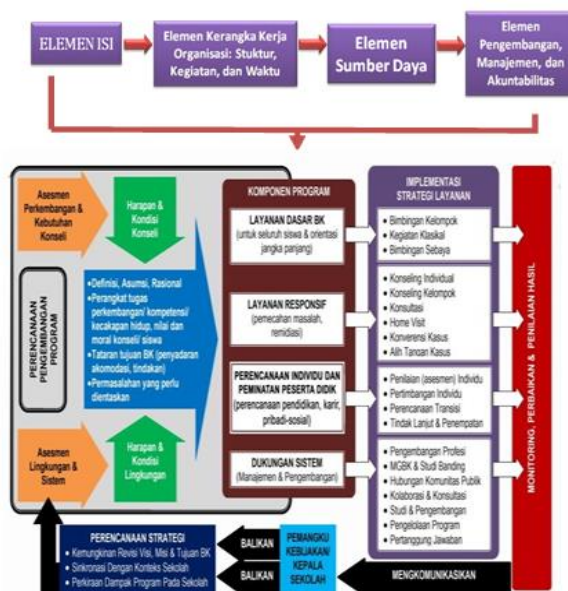 ELEMEN ISI
Elemen Kerangka Kerja
Organisasi: Stuktur,
Kegiatan, dan Waktu
Elemen
Sumber Daya
Elemen
Pengembangan,
Manajemen, dan
Akuntabilitas
Asesmen
Perkembangan &
Kebutuhan
Konseli
Harapan &
Kondisi
Konseli
PERENCANAAN
PENGEMBANGAN
PROGRAM
• Definisi, Asumsi, Rasional
• Perangkat tugas
perkembangan/ kompetensi/
kecakapan hidup, nilai dan
moral konseli/ siswa
• Tataran tujuan BK (penyadaran
akomodasi, tindakan)
• Permasalahan yang perlu
dientaskan
Asesmen
Lingkungan &
Sistem
Harapan &
Kondisi
Lingkungan
KOMPONEN PROGRAM
LAYANAN DASAR BK
(untuk seluruh siswa & orientasi
jangka panjang)
LAYANAN RESPONSIF
(pemecahan masalah,
remidiasi)
PERENCANAAN INDIVIDU DAN
PEMINATAN PESERTA DIDIK
(perencanaan pendidikan, karir,
pribadi-sosial)
DUKUNGAN SISTEM
(Manajemen & Pengembangan)
IMPLEMENTASI
STRATEGI LAYANAN
• Bimbingan Kelompok
• Kegiatan Klasikal
• Bimbingan Sebaya
• Konseling Individual
• Konseling Kelompok
• Konsultasi
• Home Visit
• Konverensi Kasus
• Alih Tangan Kasus
• Penilaian (asesmen) Individu
• Pertimbangan Individu
• Perencanaan Transisi
• Tindak Lanjut & Penempatan
• Pengembangan Profesi
• MGBK & Studi Banding
• Hubungan Komunitas Publik
• Kolaborasi & Konsultasi
• Studi & Pengembangan
• Pengelolaan Program
• Pertanggung Jawaban
MONITORING, PERBAIKAN & PENILAIAN HASIL
PERENCANAAN STRATEGI
• Kemungkinan Revisi Visi, Misi & Tujuan BK
• Sinkronasi Dengan Konteks Sekolah
• Perkiraan Dampak Program Pada Sekolah
BALIKAN
BALIKAN
PEMANGKU
KEBIJAKAN/
KEPALA
SEKOLAH
MENGKOMUNIKASIKAN